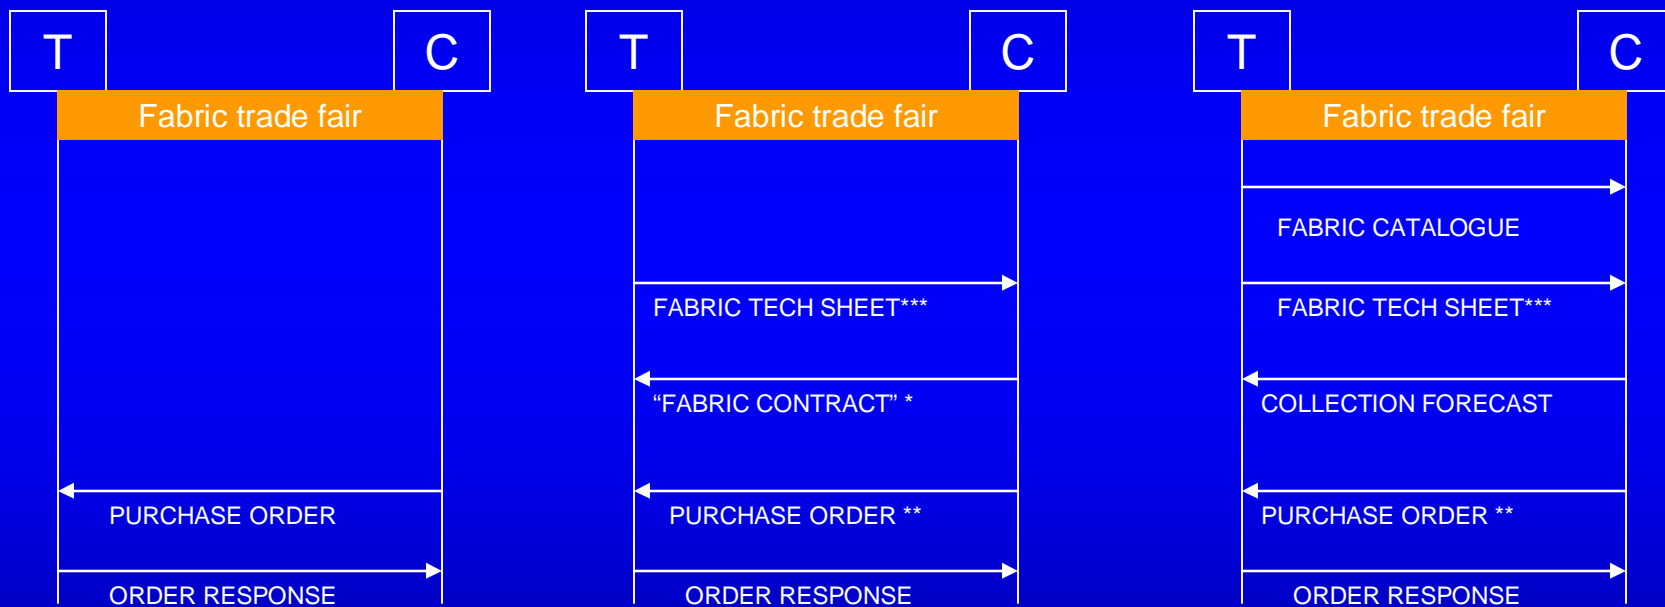 T C T C T C
Fabric trade fair Fabric trade fair Fabric trade fair
FABRIC CATALOGUE
FABRIC TECH SHEET*** FABRIC TECH SHEET***
“FABRIC CONTRACT” * COLLECTION FORECAST
PURCHASE ORDER PURCHASE ORDER ** PURCHASE ORDER **
ORDER RESPONSE ORDER RESPONSE ORDER RESPONSE